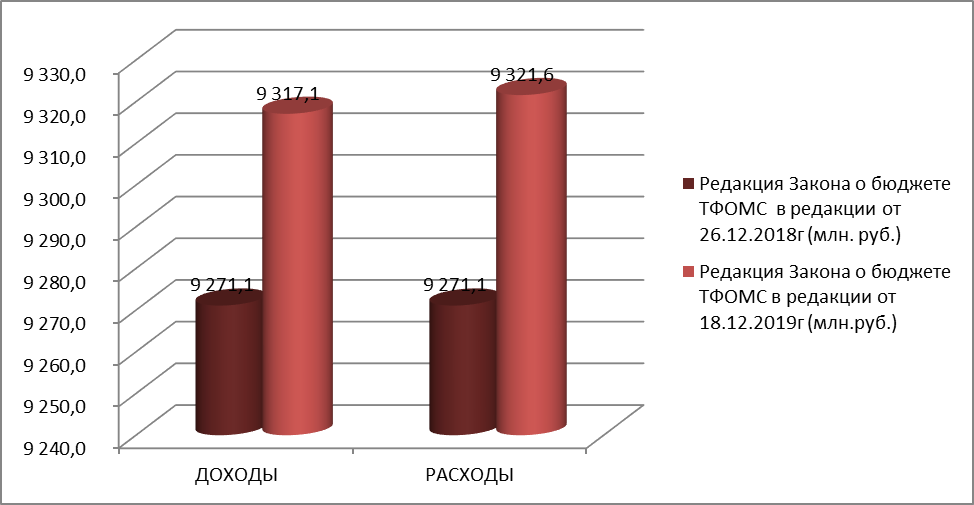 9 330,0
9 320,0
9 310,0
9 300,0
9 290,0
9 280,0
9 270,0
9 260,0
9 250,0
9 240,0
9 271,1
9 317,1
9 271,1
9 321,6
ДОХОДЫ
РАСХОДЫ
Редакция Закона о бюджете
ТФОМС в редакции от
26.12.2018г (млн. руб.)
Редакция Закона о бюджете
ТФОМС в редакции от
18.12.2019г (млн.руб.)